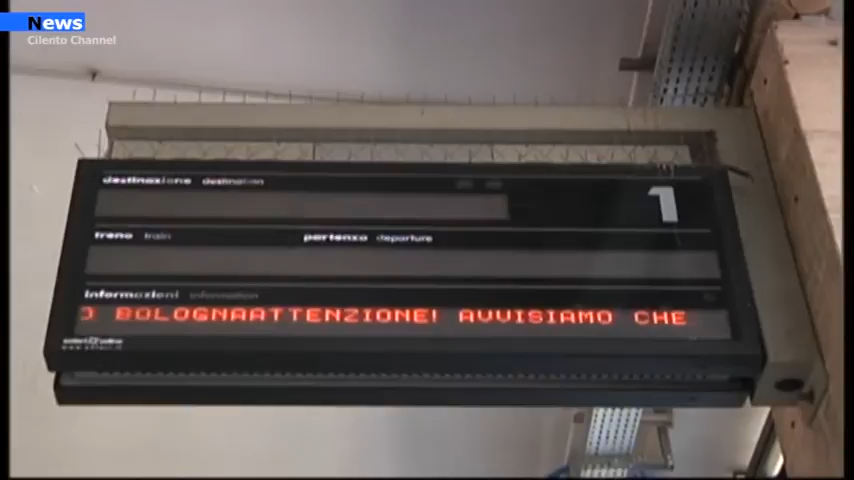 News
Cilento Channel
destinazione destination
1
treno train partenza departure
informazioni information
BOLOGNAATTENZIONE! AVVISIAMO CHE